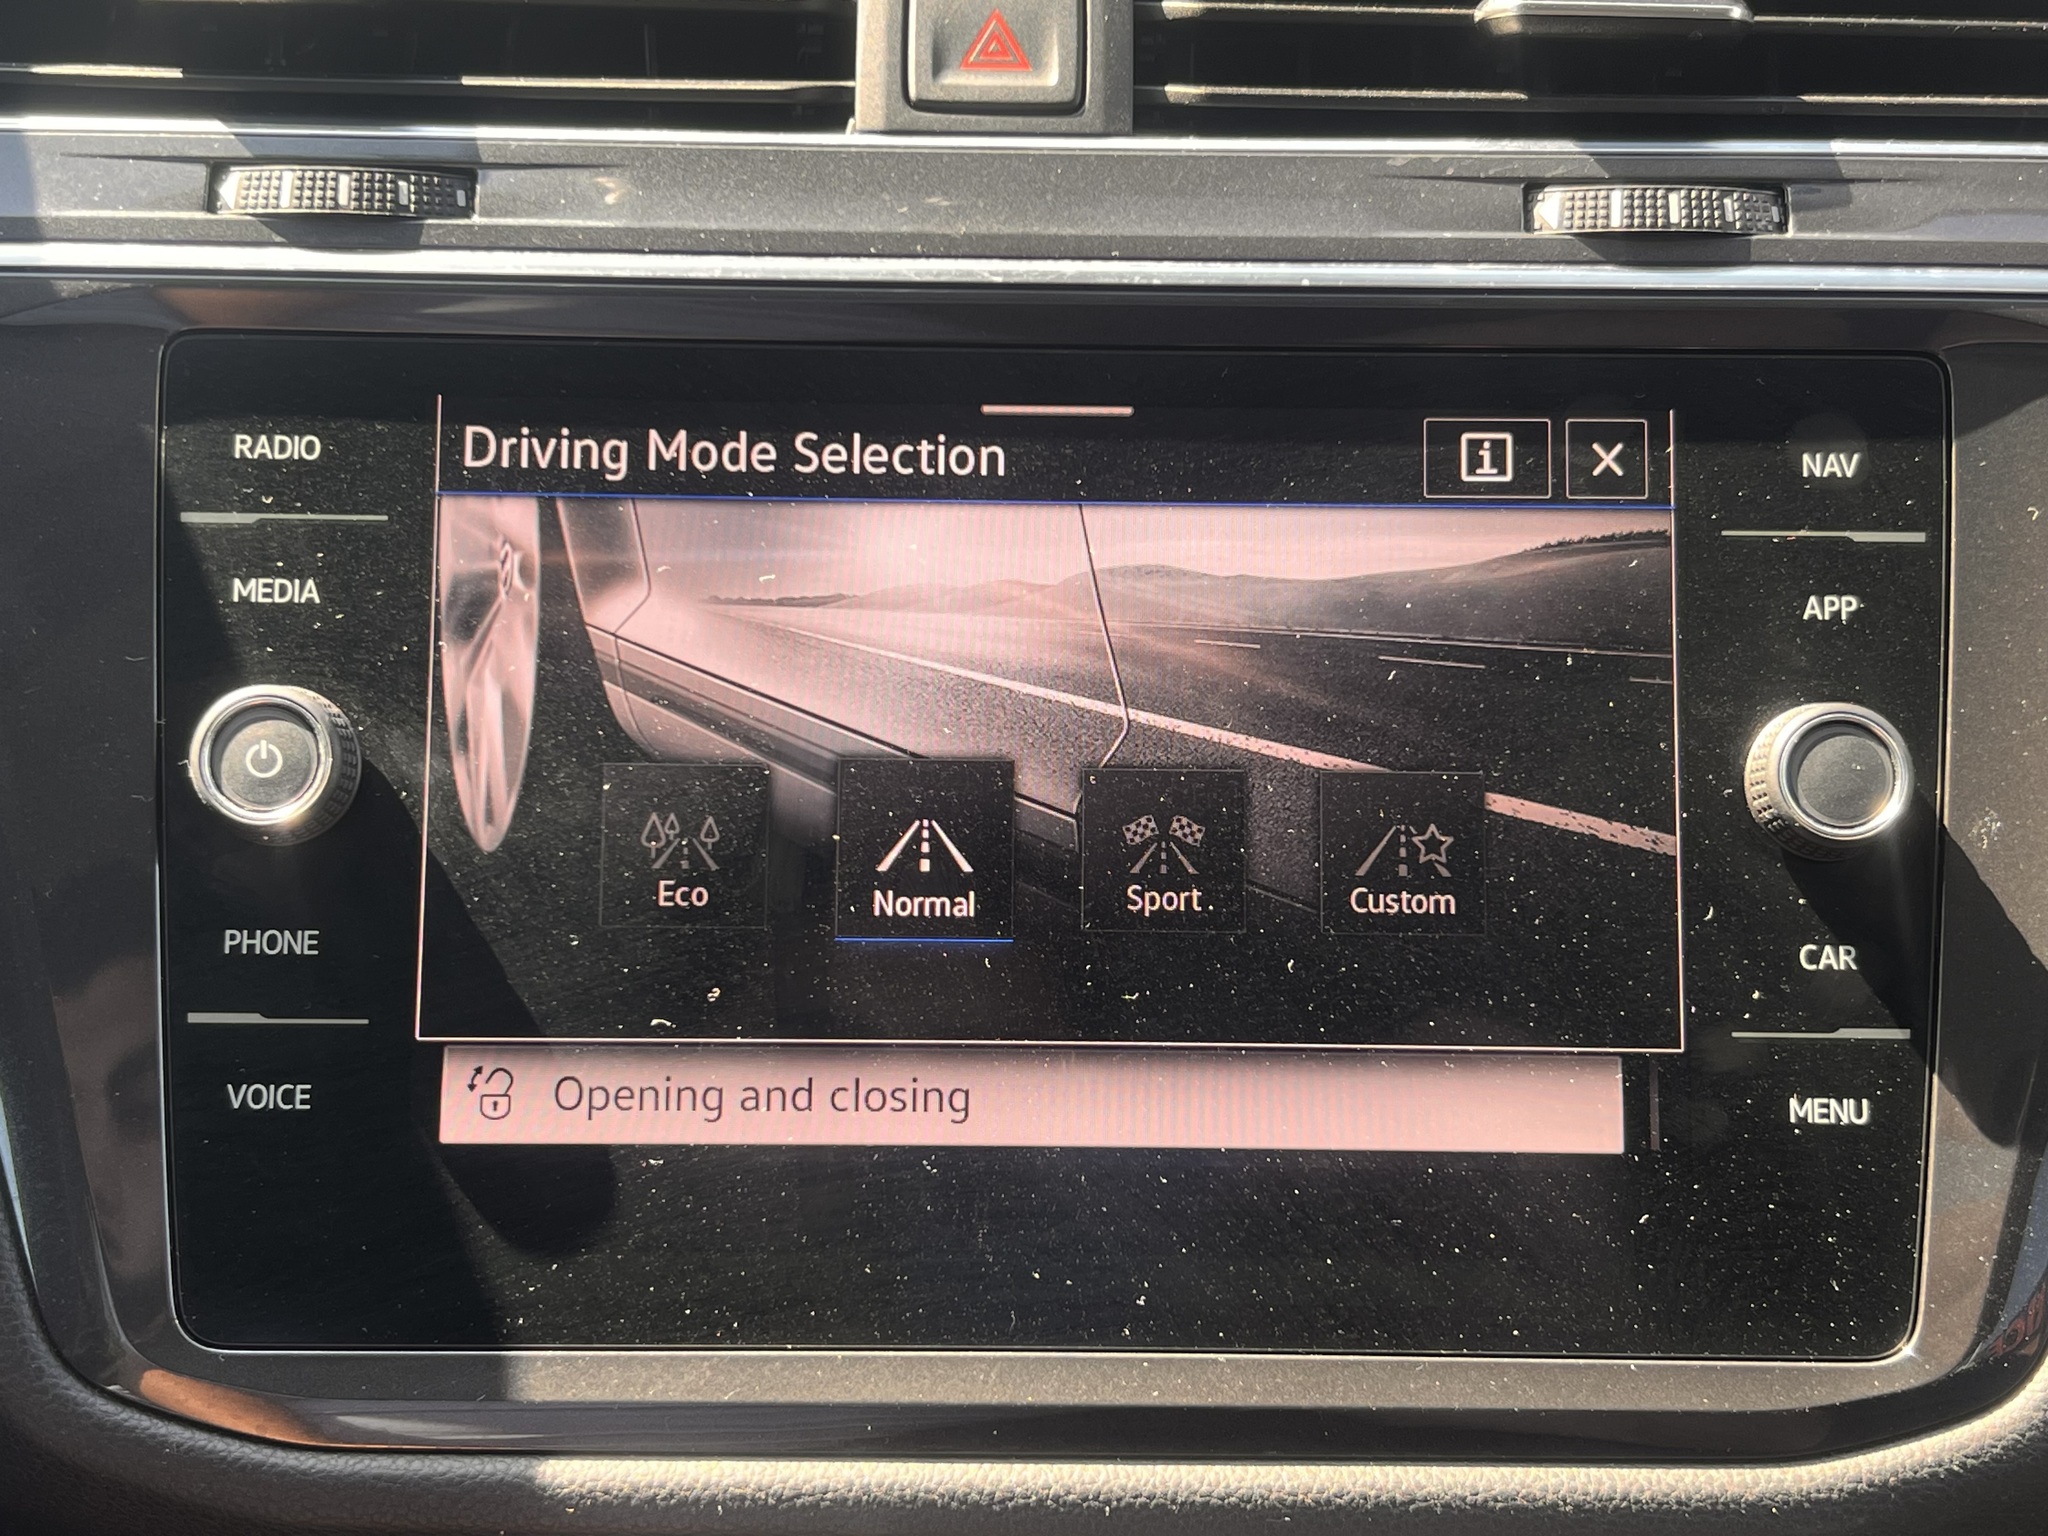 RADIO
MEDIA
PHONE
VOICE
Driving Mode Selection
i
Eco
Normal
Sport
Custom
Opening and closing
NAV
APP
CAR
MENU